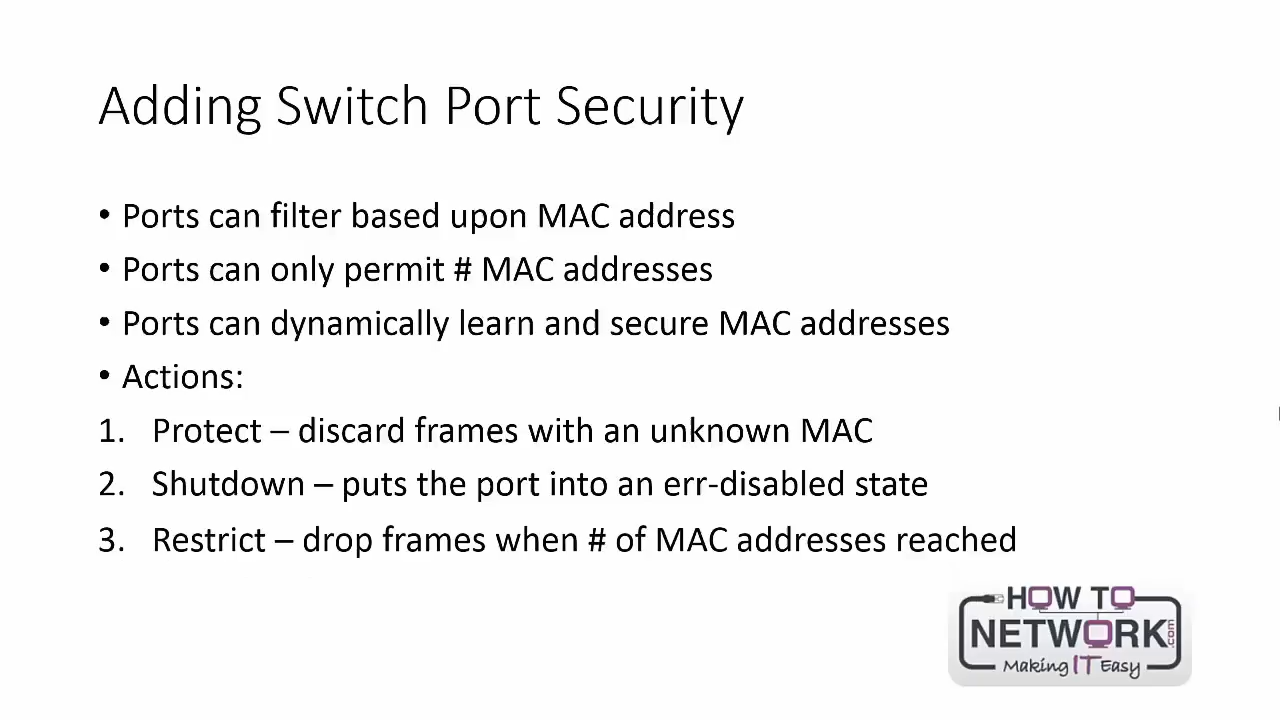 Adding Switch Port Security
• Ports can filter based upon MAC address
• Ports can only permit # MAC addresses
• Ports can dynamically learn and secure MAC addresses
• Actions:
1. Protect – discard frames with an unknown MAC
2. Shutdown – puts the port into an err-disabled state
3. Restrict – drop frames when # of MAC addresses reached
HOW TO
NETWORK.com
Making IT Easy